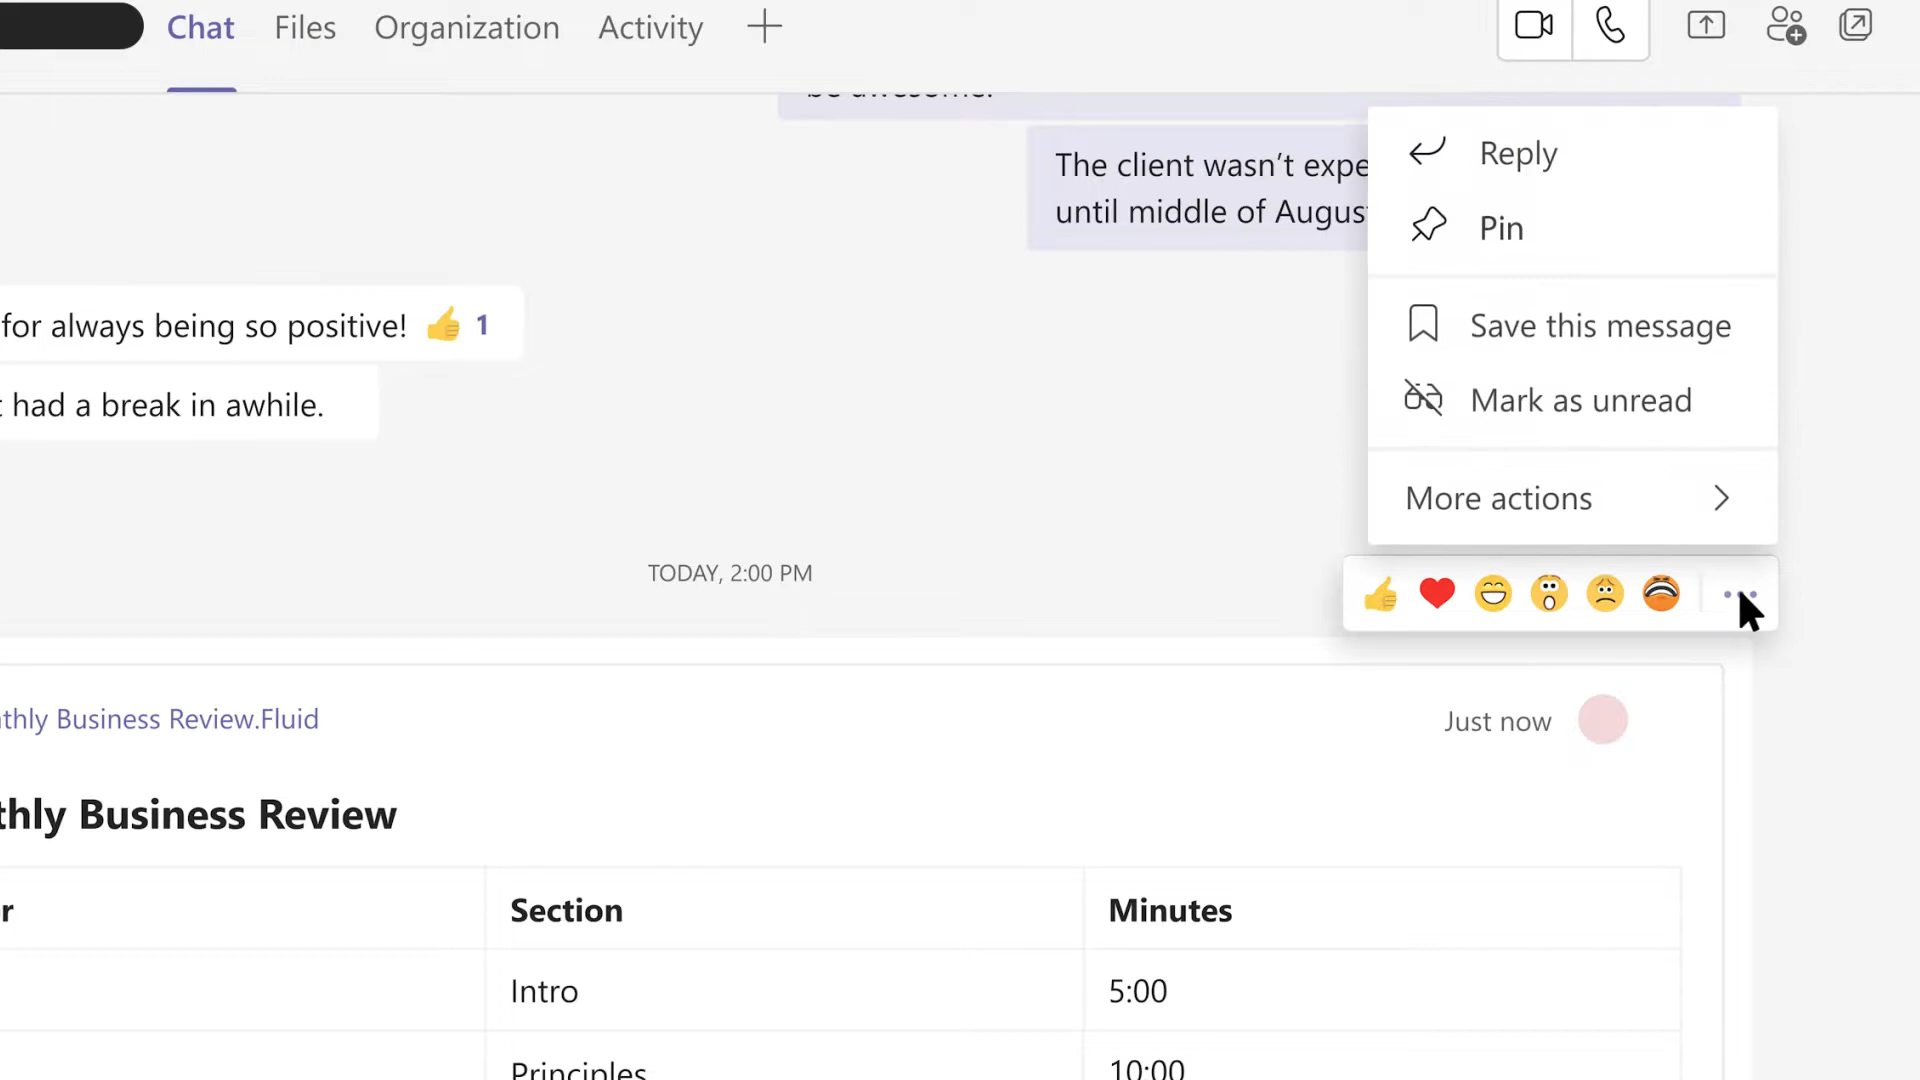 Chat Files Organization Activity
be awesome.
The client wasn't expe
until middle of Augus
Reply
Pin
Save this message
Mark as unread
More actions
for always being so positive! 1
had a break in awhile.
TODAY, 2:00 PM
thly Business Review.Fluid
Just now
thly Business Review
r Section Minutes
Intro 5:00
Principles 10:00